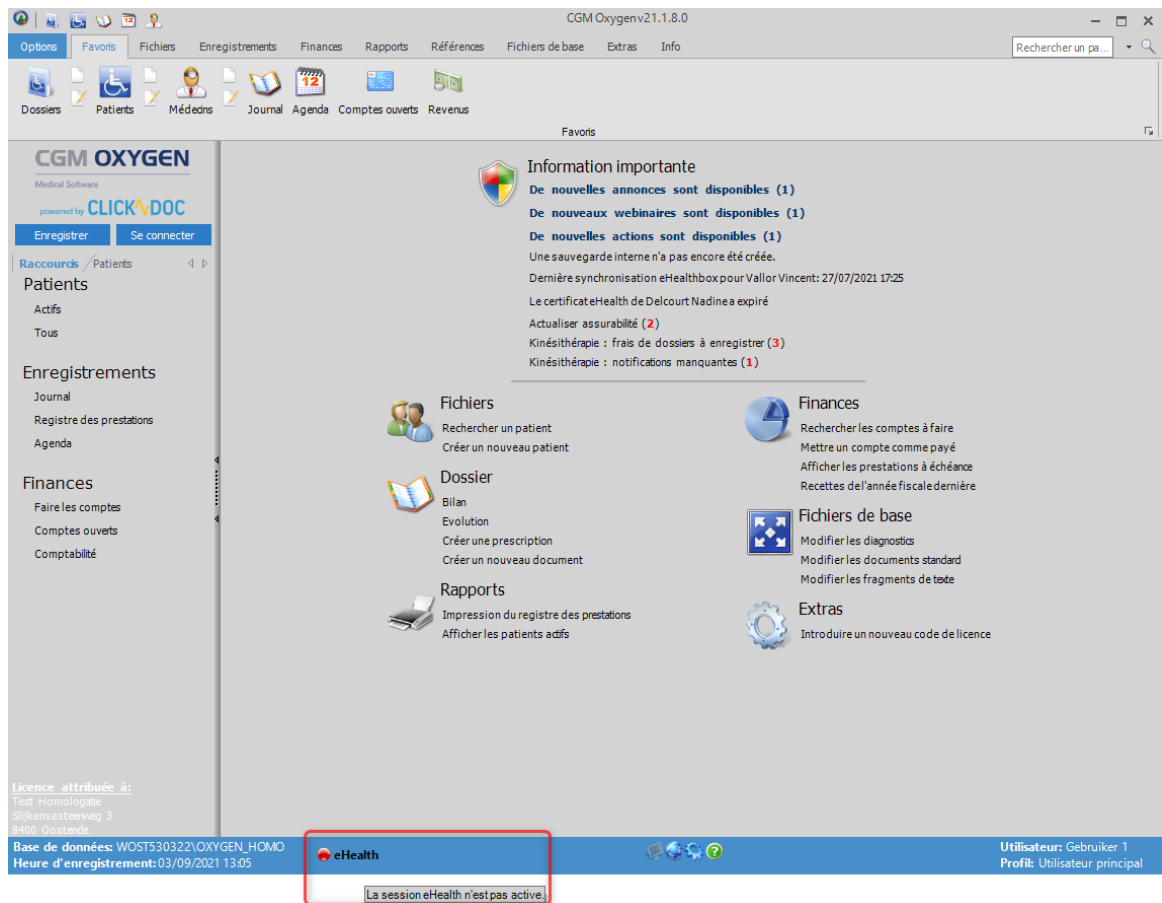 CGM Oxygen v21.1.8.0
Options Favoris Fichiers Enregistrements Finances Rapports Références Fichiers de base Extras Info
Rechercher un pa...
12
Dossiers Patients Médecins Journal Agenda Comptes ouverts Revenus
Favoris
CGM OXYGEN
Medical Software
powered by CLICKDOC
Enregistrer Se connecter
Raccourcis / Patients
Patients
Actifs
Tous
Enregistrements
Journal
Registre des prestations
Agenda
Finances
Faire les comptes
Comptes ouverts
Comptabilité
Information importante
De nouvelles annonces sont disponibles (1)
De nouveaux webinaires sont disponibles (1)
De nouvelles actions sont disponibles (1)
Une sauvegarde interne n'a pas encore été créée.
Dernière synchronisation eHealthbox pour Vallor Vincent: 27/07/2021 17:25
Le certificat eHealth de Delcourt Nadine a expiré
Actualiser assurabilité (2)
Kinésithérapie : frais de dossiers à enregistrer (3)
Kinésithérapie : notifications manquantes (1)
Fichiers
Rechercher un patient
Créer un nouveau patient
Dossier
Bilan
Evolution
Créer une prescription
Créer un nouveau document
Rapports
Impression du registre des prestations
Afficher les patients actifs
Finances
Rechercher les comptes à faire
Mettre un compte comme payé
Afficher les prestations à échéance
Recettes de l'année fiscale dernière
Fichiers de base
Modifier les diagnostics
Modifier les documents standard
Modifier les fragments de texte
Extras
Introduire un nouveau code de licence
Licence attribuée à:
Test Homologatie
Slijkensesteenweg 3
8400 Oostende
Base de données: WOST530322\OXYGEN_HOMO
Heure d'enregistrement: 03/09/2021 13:05
eHealth
La session eHealth n'est pas active.
Utilisateur: Gebruiker 1
Profil: Utilisateur principal